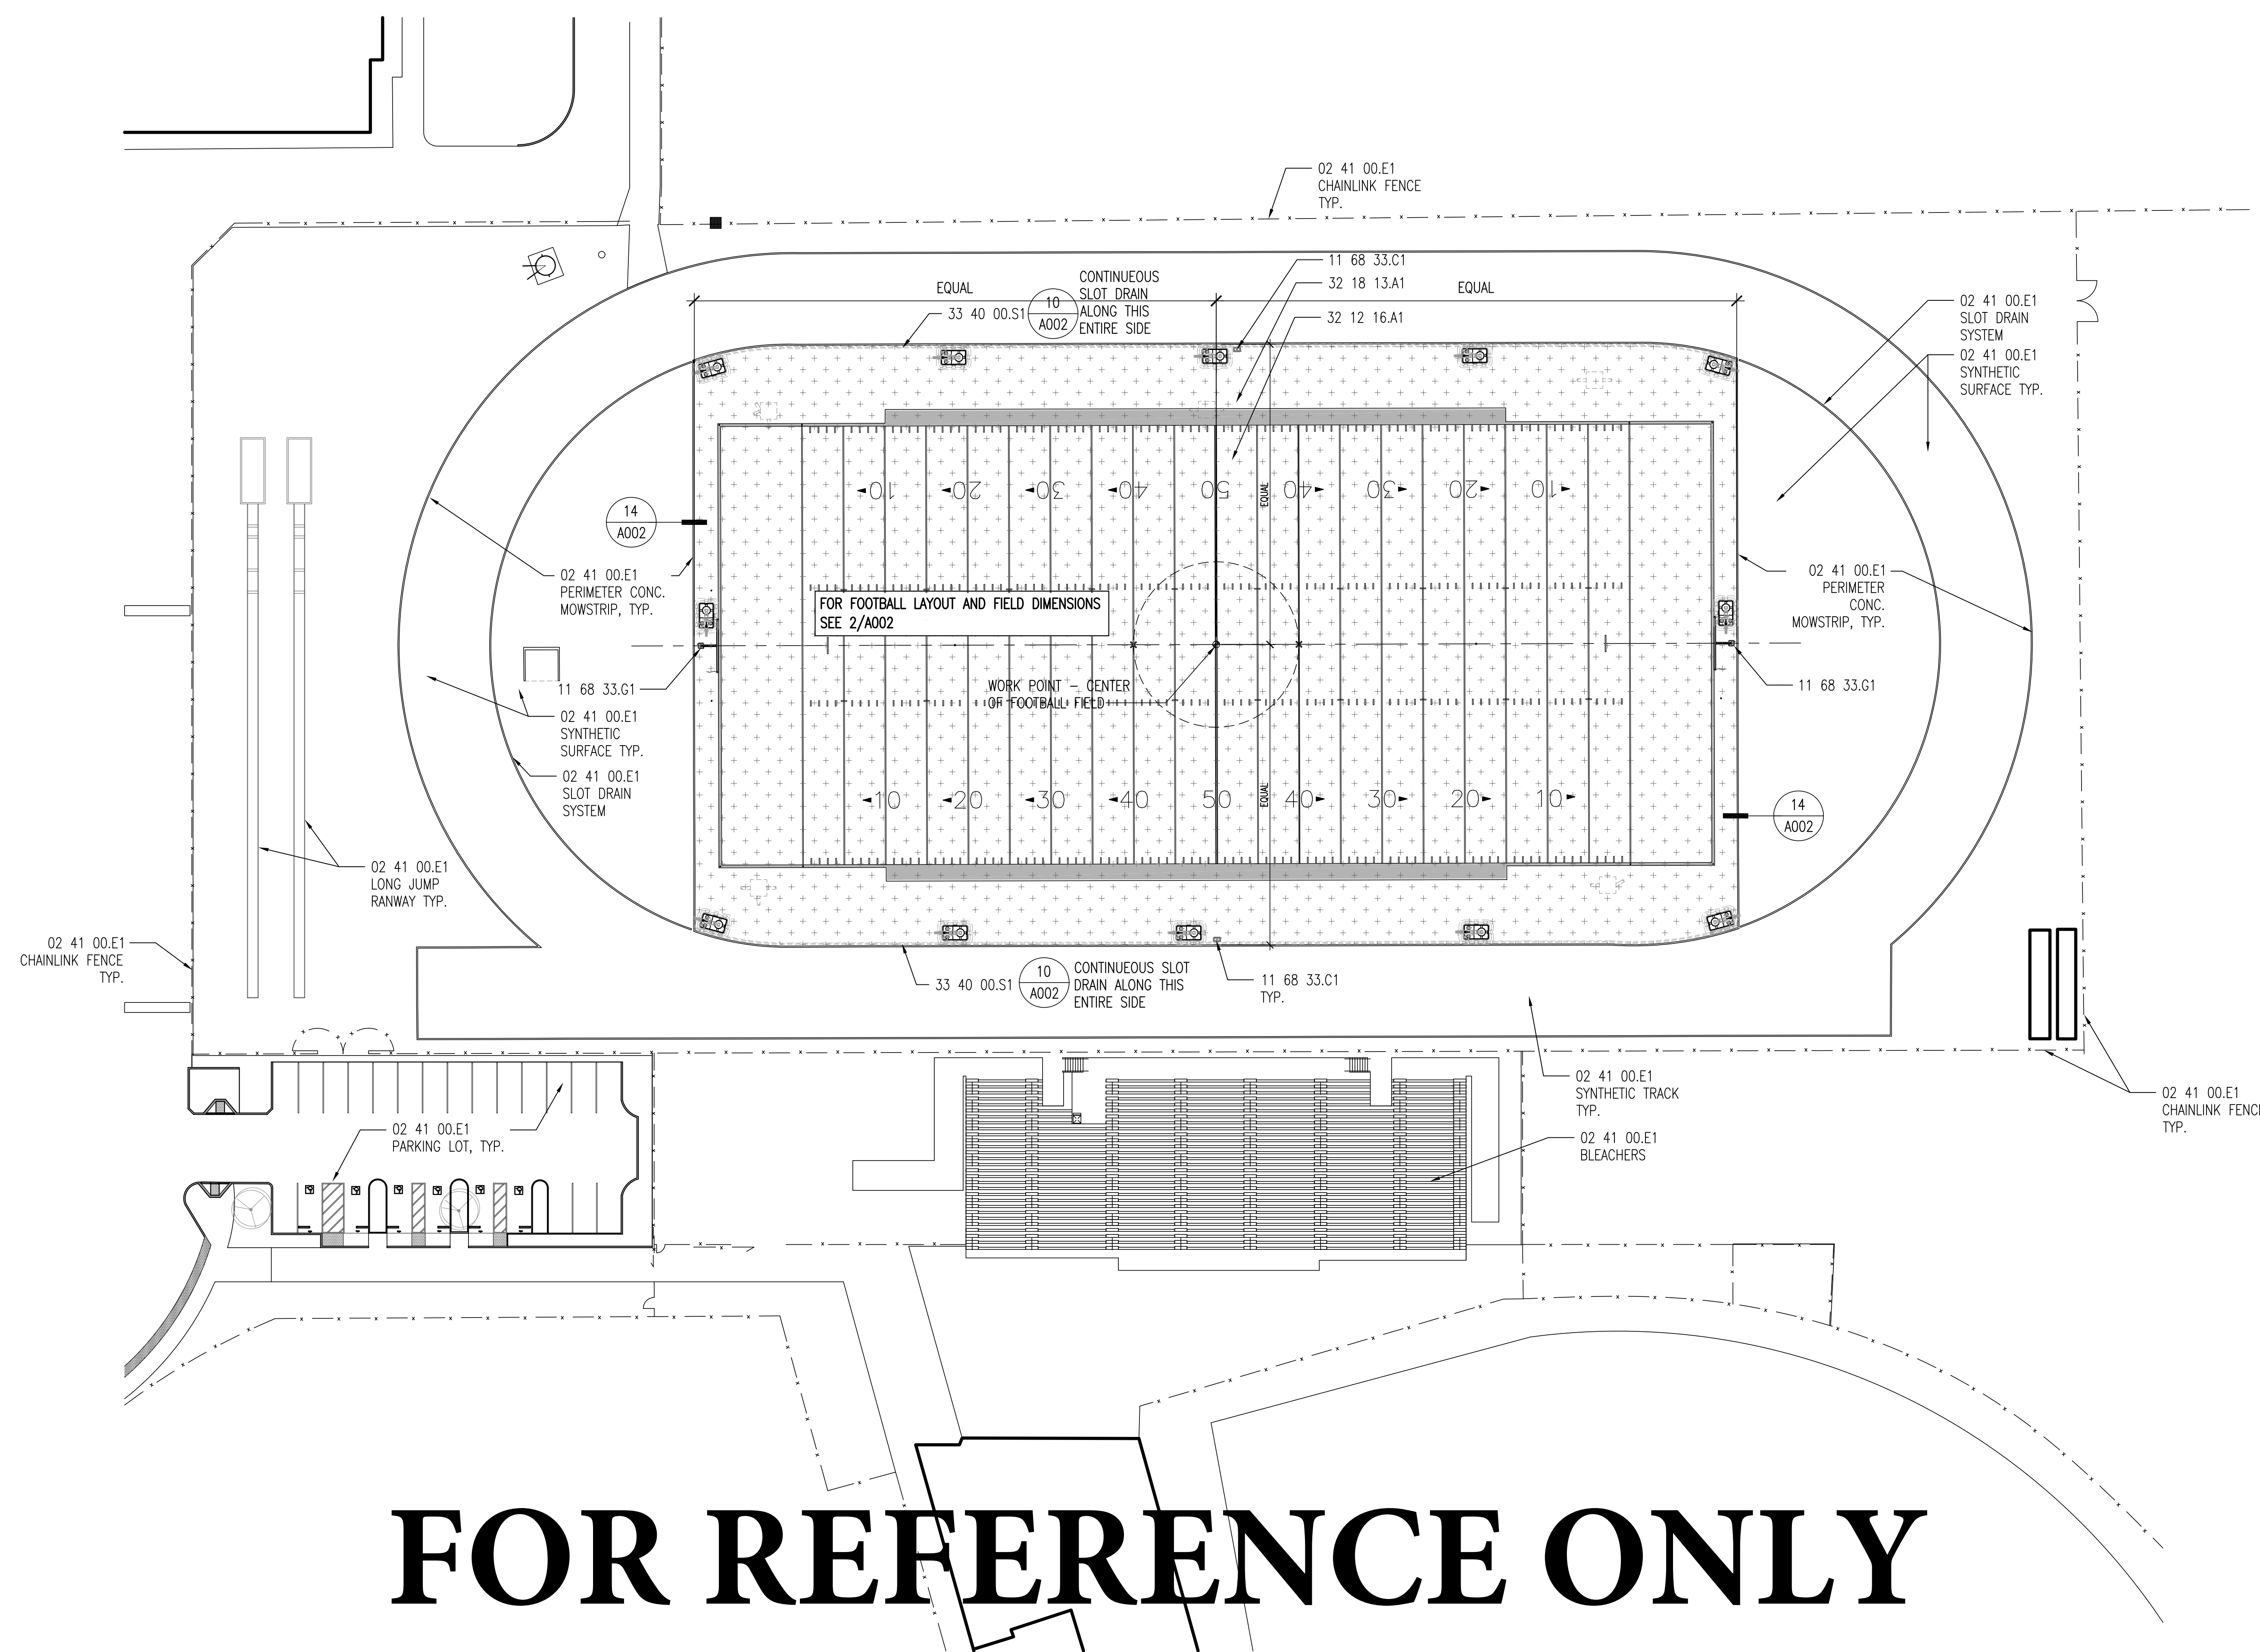 02 41 00.E1
CHAINLINK FENCE
TYP.
11 68 33.C1
32 18 13.A1
32 12 16.A1
EQUAL
EQUAL
33 40 00.S1
10
A002
CONTINUEOUS
SLOT DRAIN
ALONG THIS
ENTIRE SIDE
02 41 00.E1
SLOT DRAIN
SYSTEM
02 41 00.E1
SYNTHETIC
SURFACE TYP.
10
20
30
40
50
40
30
20
10
EQUAL
14
A002
02 41 00.E1
PERIMETER CONC.
MOWSTRIP, TYP.
02 41 00.E1
PERIMETER
CONC.
MOWSTRIP, TYP.
FOR FOOTBALL LAYOUT AND FIELD DIMENSIONS
SEE 2/A002
11 68 33.G1
WORK POINT - CENTER
OF FOOTBALL FIELD
11 68 33.G1
02 41 00.E1
SYNTHETIC
SURFACE TYP.
02 41 00.E1
SLOT DRAIN
SYSTEM
10
20
30
40
50
40
30
20
10
EQUAL
14
A002
02 41 00.E1
LONG JUMP
RANWAY TYP.
02 41 00.E1
CHAINLINK FENCE
TYP.
33 40 00.S1
10
A002
CONTINUEOUS SLOT
DRAIN ALONG THIS
ENTIRE SIDE
11 68 33.C1
TYP.
02 41 00.E1
SYNTHETIC TRACK
TYP.
02 41 00.E1
CHAINLINK FENC
TYP.
02 41 00.E1
PARKING LOT, TYP.
02 41 00.E1
BLEACHERS
FOR REFERENCE ONLY